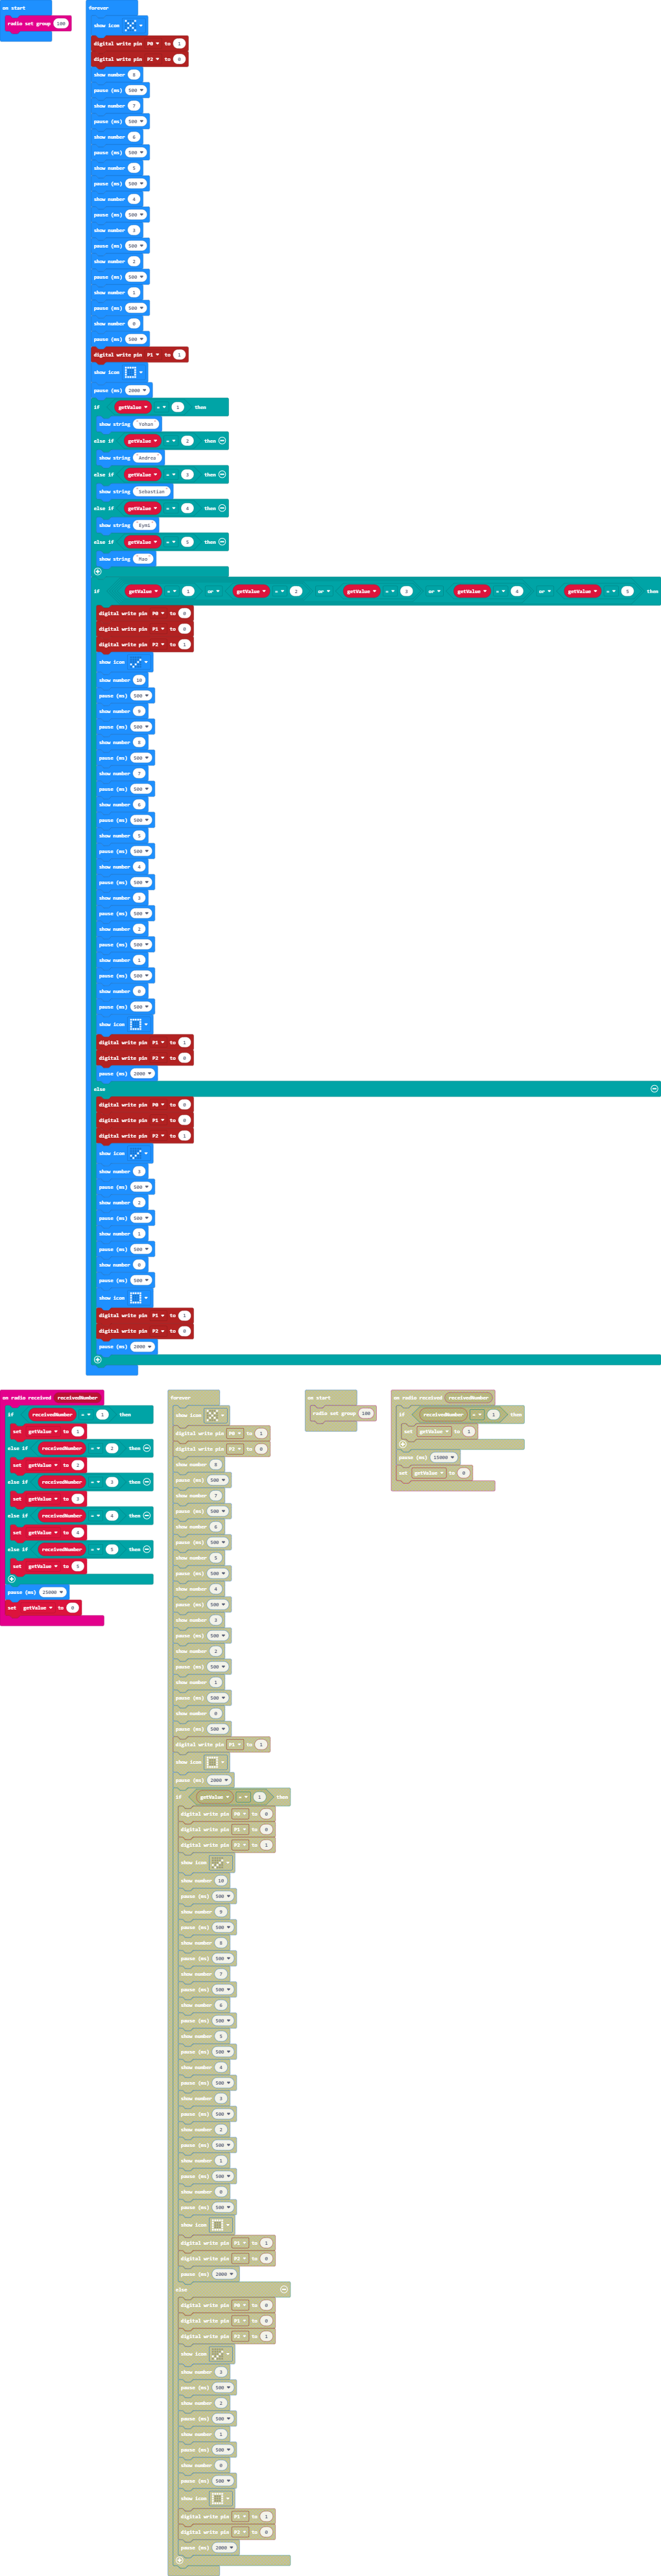 on start
radio set group 100
forever
show icon
digital write pin P0 to 1
digital write pin P2 to 0
show number 8
pause (ms) 500
show number 7
pause (ms) 500
show number 6
pause (ms) 500
show number 5
pause (ms) 500
show number 4
pause (ms) 500
show number 3
pause (ms) 500
show number 2
pause (ms) 500
show number 1
pause (ms) 500
show number 0
pause (ms) 500
digital write pin P1 to 1
show icon
pause (ms) 2000
if getValue = 1 then
show string "Yohan"
else if getValue = 2 then
show string "Andrea"
else if getValue = 3 then
show string "Sebastian"
else if getValue = 4 then
show string "Eymi"
else if getValue = 5 then
show string
if getValue = 1 or getValue = 2 or getValue = 3 or getValue = 4 or getValue = 5 then
digital write pin P0 to 0
digital write pin P1 to 0
digital write pin P2 to 1
show icon
show number 10
pause (ms) 500
show number 9
pause (ms) 500
show number 8
pause (ms) 500
show number 7
pause (ms) 500
show number 6
pause (ms) 500
show number 5
pause (ms) 500
show number 4
pause (ms) 500
show number 3
pause (ms) 500
show number 2
pause (ms) 500
show number 1
pause (ms) 500
show number 0
pause (ms) 500
show icon
digital write pin P1 to 1
digital write pin P2 to 0
pause (ms) 2000
else
digital write pin P0 to 0
digital write pin P1 to 0
digital write pin P2 to 1
show icon
show number 3
pause (ms) 500
show number 2
pause (ms) 500
show number 1
pause (ms) 500
show number 0
pause (ms) 500
show icon
digital write pin P1 to 1
digital write pin P2 to 0
pause (ms) 2000
on radio received receivedNumber
if receivedNumber = 1 then
set getValue to 1
else if receivedNumber = 2 then
set getValue to 2
else if receivedNumber = 3 then
set getValue to 3
else if receivedNumber = 4 then
set getValue to 4
else if receivedNumber = 5 then
set getValue to 5
pause (ms) 25000
set getValue to 0
forever
show icon
digital write pin P0 to 1
digital write pin P2 to 0
show number 8
pause (ms) 500
show number 7
pause (ms) 500
show number 6
pause (ms) 500
show number 5
pause (ms) 500
show number 4
pause (ms) 500
show number 3
pause (ms) 500
show number 2
pause (ms) 500
show number 1
pause (ms) 500
show number 0
pause (ms) 500
digital write pin P1 to 1
show icon
pause (ms) 2000
if getValue = 1 then
digital write pin P0 to 0
digital write pin P1 to 0
digital write pin P2 to 1
show icon
show number 10
pause (ms) 500
show number 9
pause (ms) 500
show number 8
pause (ms) 500
show number 7
pause (ms) 500
show number 6
pause (ms) 500
show number 5
pause (ms) 500
show number 4
pause (ms) 500
show number 3
pause (ms) 500
show number 2
pause (ms) 500
show number 1
pause (ms) 500
show number 0
pause (ms) 500
show icon
digital write pin P1 to 1
digital write pin P2 to 0
pause (ms) 2000
else
digital write pin P0 to 0
digital write pin P1 to 0
digital write pin P2 to 1
show icon
show number 3
pause (ms) 500
show number 2
pause (ms) 500
show number 1
pause (ms) 500
show number 0
pause (ms) 500
show icon
digital write pin P1 to 1
digital write pin P2 to 0
pause (ms) 2000
on start
radio set group 100
on radio received receivedNumber
if receivedNumber = 1 then
set getValue to 1
pause (ms) 15000
set getValue to 0